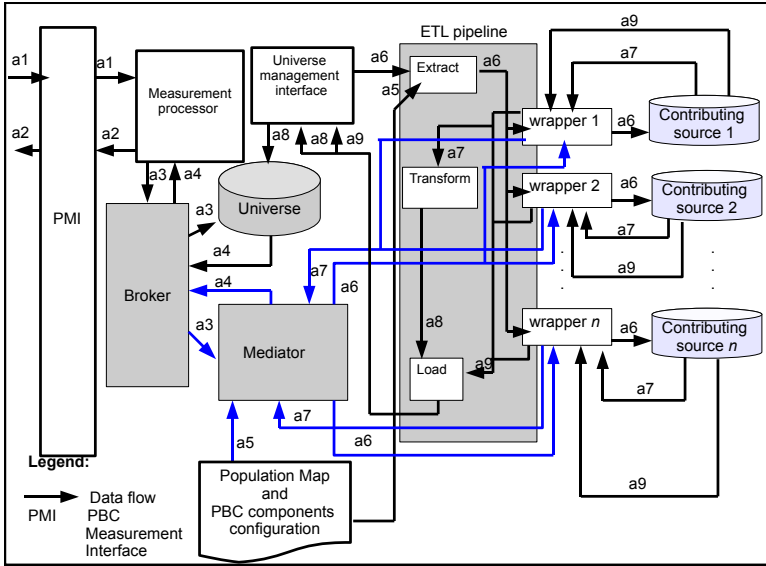 ETL pipeline
a9
a7
a1
a1
a2
a2
PMI
Measurement
processor
Universe
management
interface
a6
a5
Extract
a6
wrapper 1
a6
Contributing
source 1
a3
a4
a8
a8
a9
a7
Transform
wrapper 2
a6
Contributing
source 2
a3
Universe
a4
a7
a9
Broker
a4
a7
a6
a3
Mediator
a8
wrapper n
a6
Contributing
source n
a9
Load
a7
a7
a5
a6
a9
Population Map
and
PBC components
configuration
Legend:
Data flow
PMI PBC
Measurement
Interface